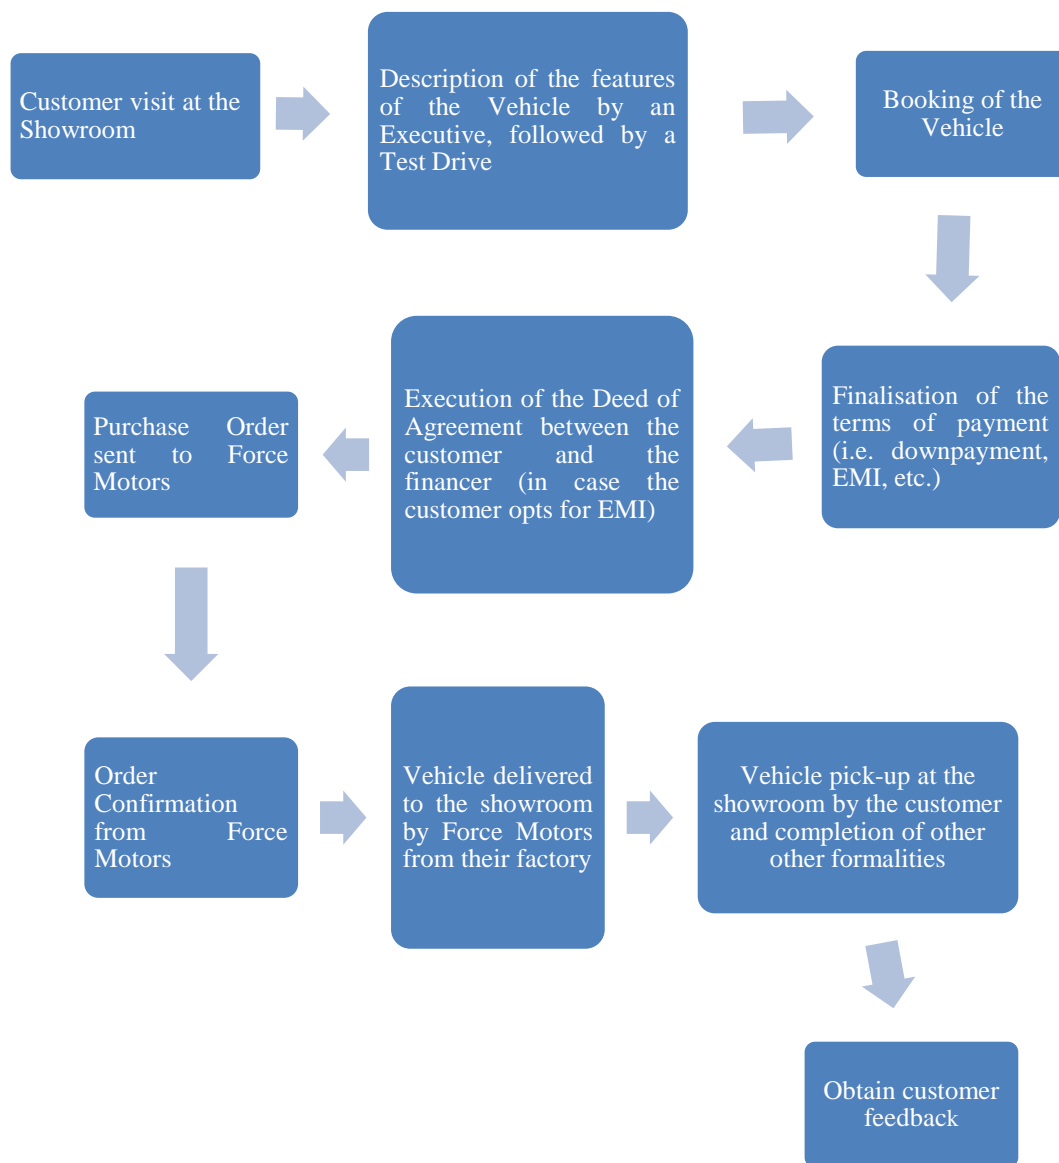 Customer visit at the
Showroom
Description of the features
of the Vehicle by an
Executive, followed by a
Test Drive
Booking of the
Vehicle
Finalisation of the
terms of payment
(i.e. downpayment,
EMI, etc.)
Execution of the Deed of
Agreement between the
customer and the
financer (in case the
customer opts for EMI)
Purchase Order
sent to Force
Motors
Order
Confirmation
from Force
Motors
Vehicle delivered
to the showroom
by Force Motors
from their factory
Vehicle pick-up at the
showroom by the customer
and completion of other
other formalities
Obtain customer
feedback